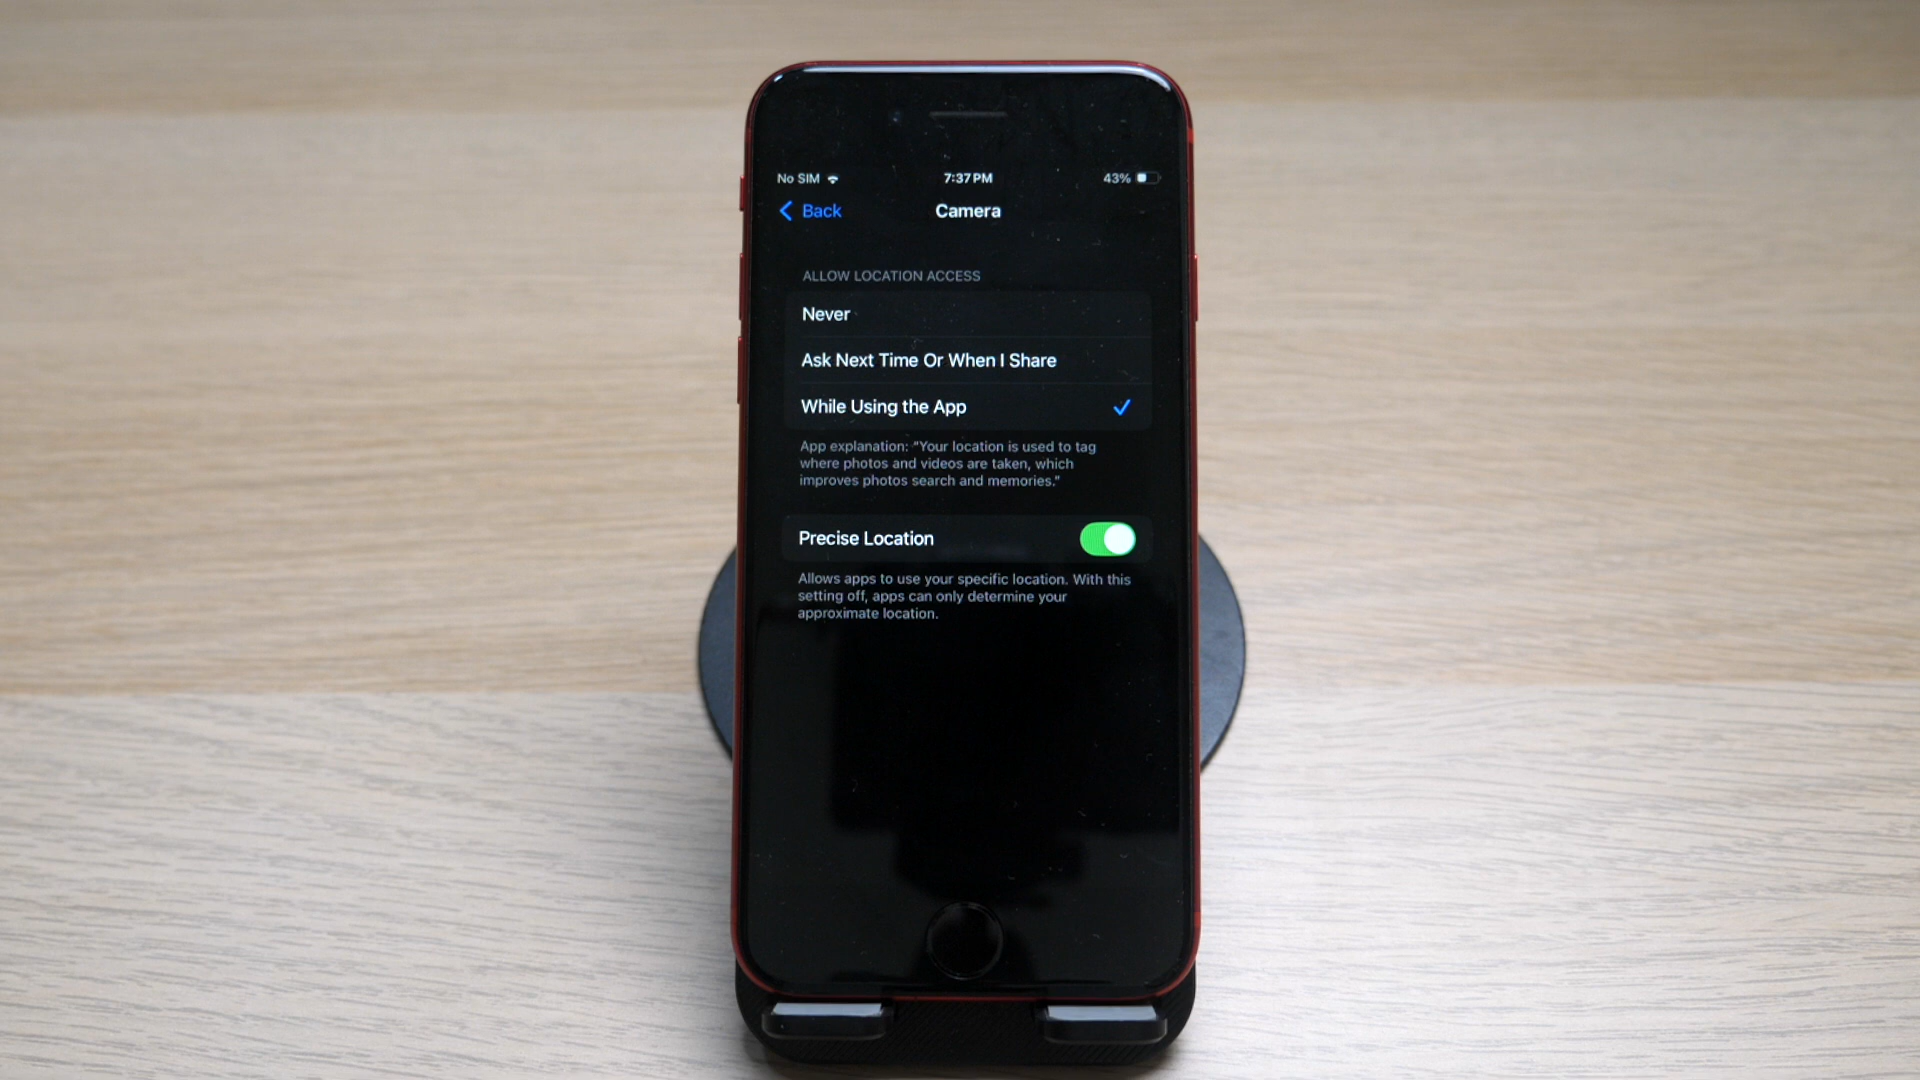 No SIM
7:37 PM
43%
Back
Camera
ALLOW LOCATION ACCESS
Never
Ask Next Time Or When I Share
While Using the App
App explanation: “Your location is used to tag
where photos and videos are taken, which
improves photos search and memories.”
Precise Location
Allows apps to use your specific location. With this
setting off, apps can only determine your
approximate location.